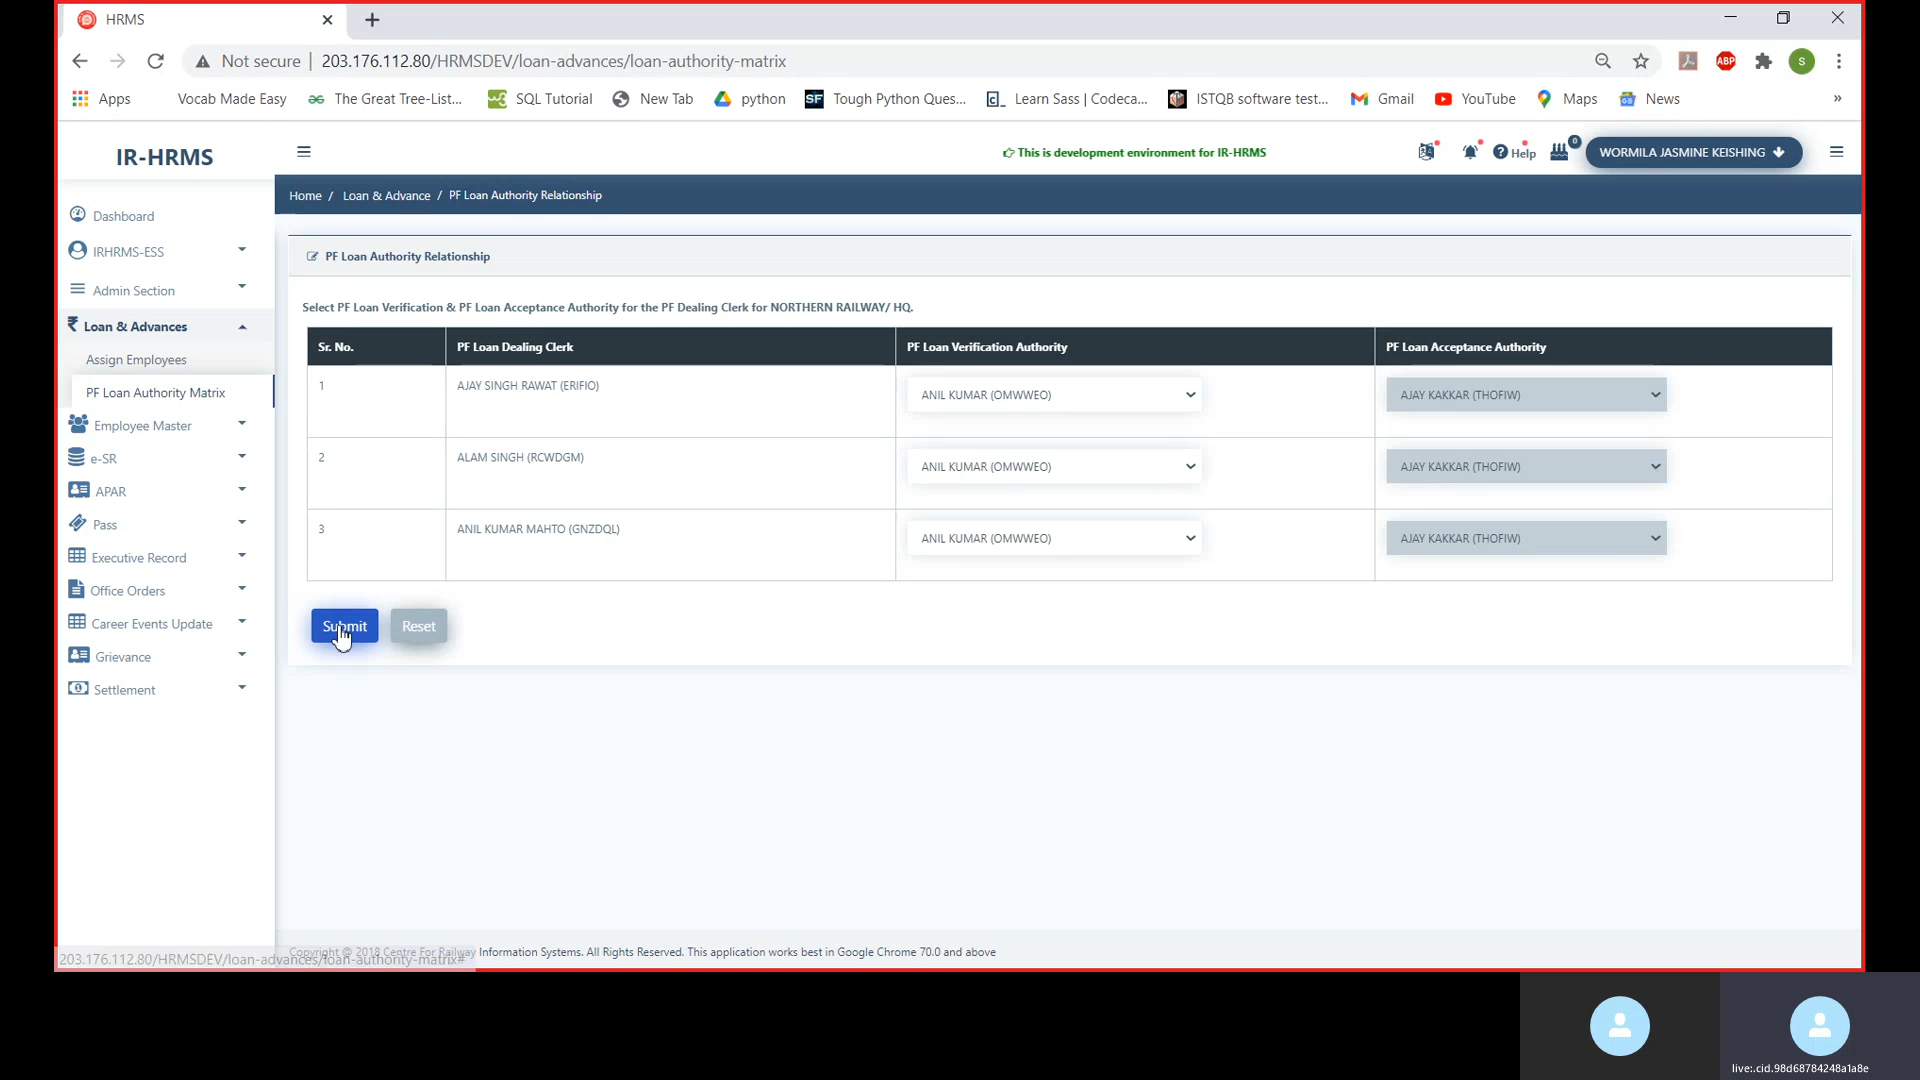 HRMS
Not secure | 203.176.112.80/HRMSDEV/loan-advances/loan-authority-matrix
ABP
S
Apps Vocab Made Easy The Great Tree-List... SQL Tutorial New Tab python SF Tough Python Ques... Learn Sass | Codeca... ISTQB software test... Gmail YouTube Maps News »
IR-HRMS
This is development environment for IR-HRMS
Help
0
WORMILA JASMINE KEISHING
Home / Loan & Advance / PF Loan Authority Relationship
Dashboard
IRHRMS-ESS
Admin Section
Loan & Advances
Assign Employees
PF Loan Authority Matrix
Employee Master
e-SR
APAR
Pass
Executive Record
Office Orders
Career Events Update
Grievance
Settlement
PF Loan Authority Relationship
Select PF Loan Verification & PF Loan Acceptance Authority for the PF Dealing Clerk for NORTHERN RAILWAY/ HQ.
Sr. No. PF Loan Dealing Clerk PF Loan Verification Authority PF Loan Acceptance Authority
1 AJAY SINGH RAWAT (ERIFIO) ANIL KUMAR (OMWWEO) AJAY KAKKAR (THOFIW)
2 ALAM SINGH (RCWDGM) ANIL KUMAR (OMWWEO) AJAY KAKKAR (THOFIW)
3 ANIL KUMAR MAHTO (GNZDQL) ANIL KUMAR (OMWWEO) AJAY KAKKAR (THOFIW)
Submit Reset
Copyright @ 2018 Centre For Railway Information Systems. All Rights Reserved. This application works best in Google Chrome 70.0 and above
203.176.112.80/HRMSDEV/loan-advances/loan-authority-matrix#
live:.cid.98d68784248a1a8e